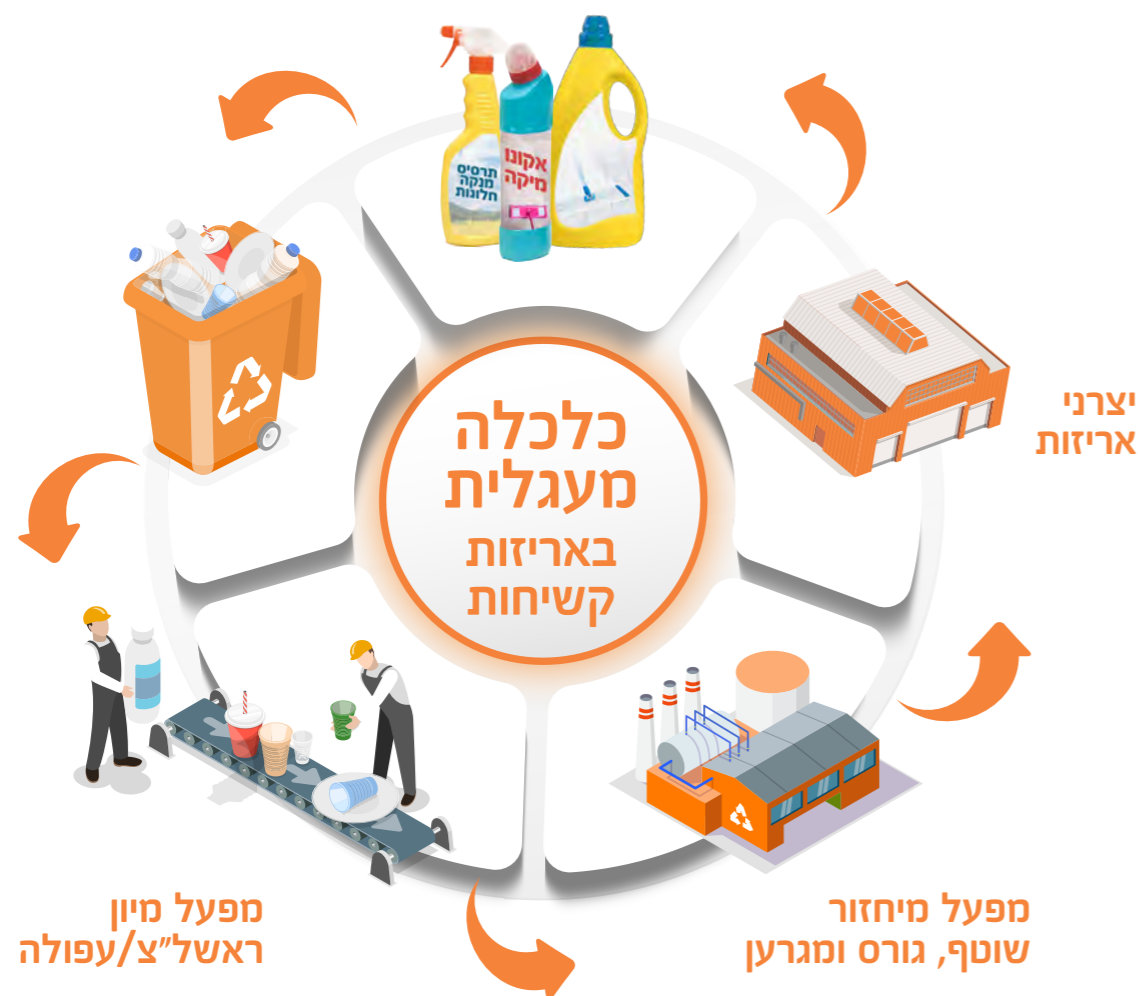 תרסיס
מנקה
חלונות
אקונו
מיקה
יצרני
אריזות
כלכלה
מעגלית
באריזות
קשיחות
מפעל מיחזור
שוטף, גורס ומגרען
מפעל מיון
ראשל״צ/עפולה